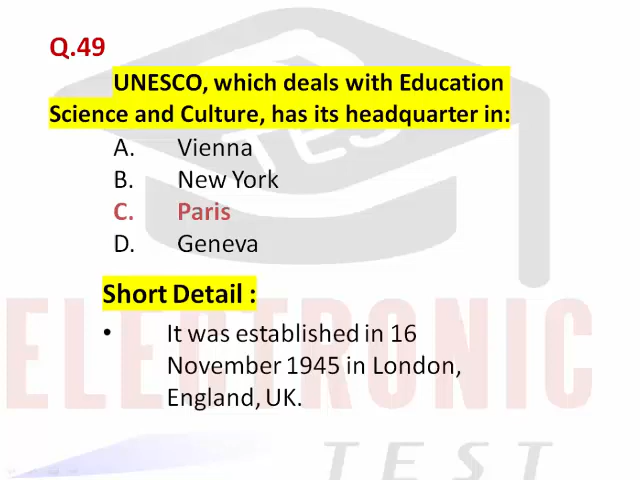 Q.49
UNESCO, which deals with Education
Science and Culture, has its headquarter in:
A. Vienna
B. New York
C. Paris
D. Geneva
Short Detail :
• It was established in 16
November 1945 in London,
England, UK.
TEST
ELECTRONIC
TEST